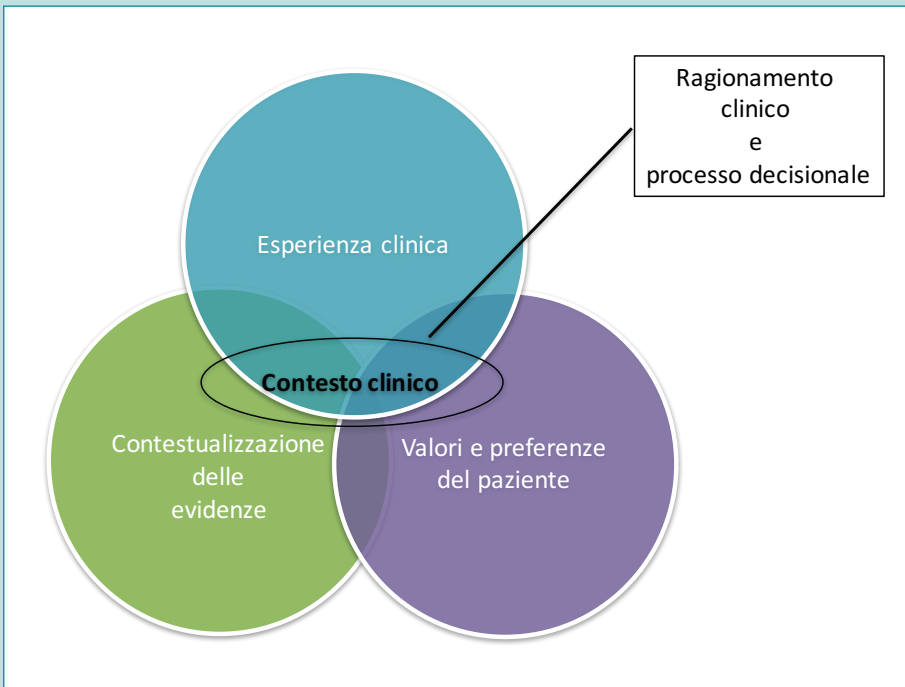 Ragionamento
clinico
e
processo decisionale
Esperienza clinica
Contesto clinico
Contestualizzazione
delle
evidenze
Valori e preferenze
del paziente